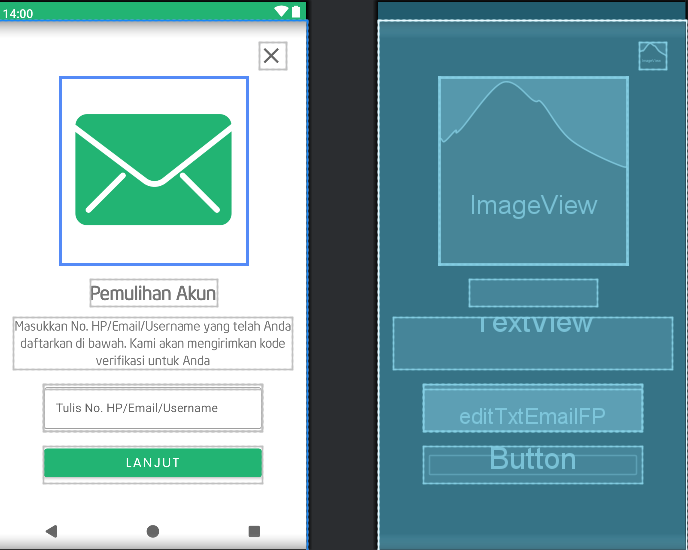 14:00
Pemulihan Akun
Masukkan No. HP/Email/Username yang telah Anda
daftarkan di bawah. Kami akan mengirimkan kode
verifikasi untuk Anda
Tulis No. HP/Email/Username
LANJUT
ImageView
ImageView
TextView
editTxtEmailFP
Button